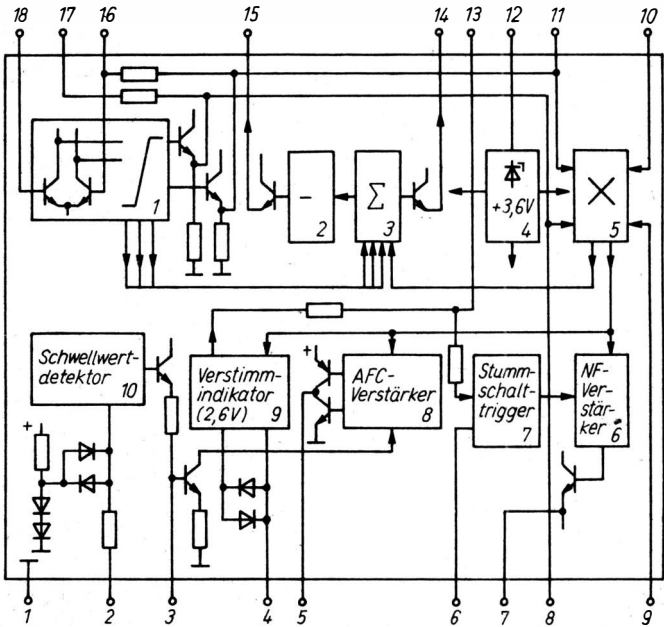 18 17 16 15 14 13 12 11 10
1
−
2
Σ
3
+3,6V
4
5
Schwellwert-
detektor
10
Verstimm-
indikator
(2,6V) 9
+
AFC-
Verstärker
8
Stumm-
schalt-
trigger
7
NF-
Ver-
stär-
ker 6
+
1 2 3 4 5 6 7 8 9